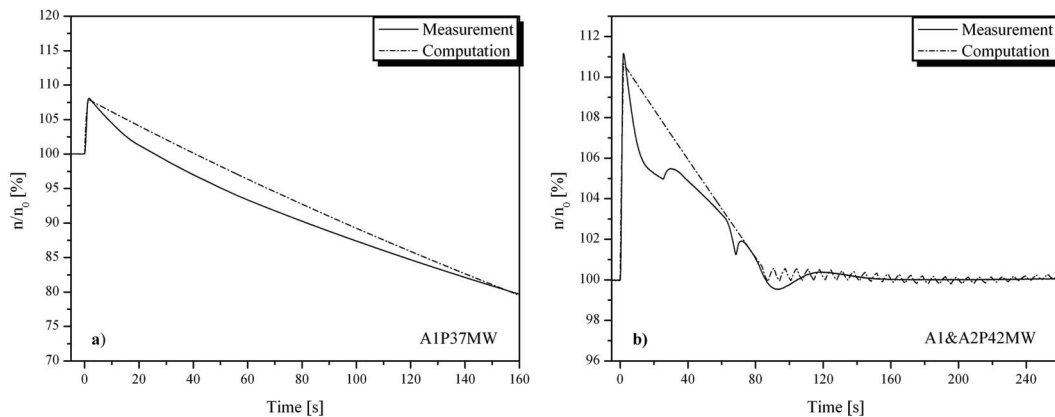 120
115
110
105
100
95
90
85
80
75
70
n/n0 [%]
0 20 40 60 80 100 120 140 160
Time [s]
Measurement
Computation
a)
A1P37MW
112
110
108
106
104
102
100
98
96
n/n0 [%]
0 40 80 120 160 200 240
Time [s]
Measurement
Computation
b)
A1&A2P42MW